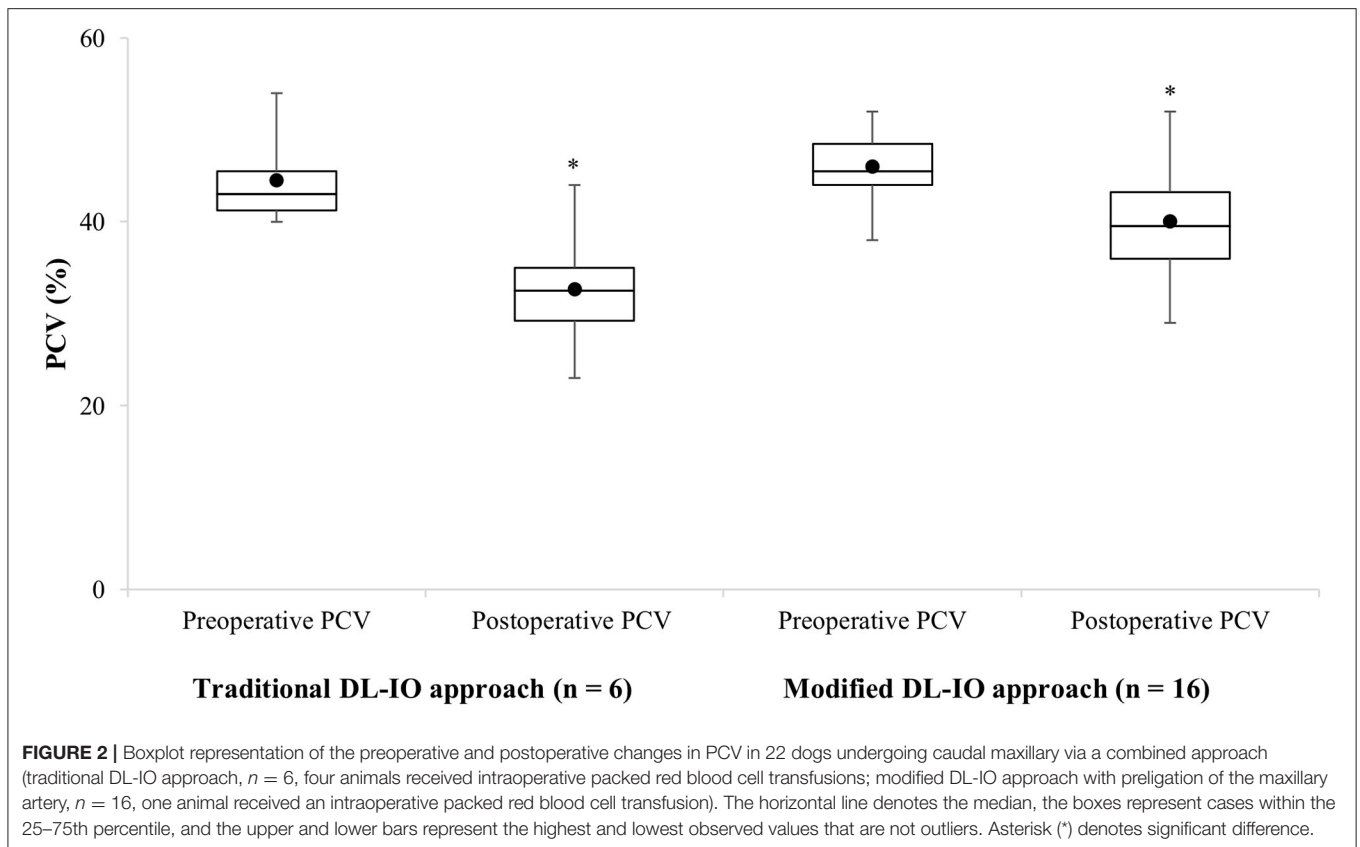 60
*
*
40
PCV (%)
20
0
Preoperative PCV Postoperative PCV Preoperative PCV Postoperative PCV
Traditional DL-IO approach (n = 6) Modified DL-IO approach (n = 16)
FIGURE 2 | Boxplot representation of the preoperative and postoperative changes in PCV in 22 dogs undergoing caudal maxillary via a combined approach
(traditional DL-IO approach, n = 6, four animals received intraoperative packed red blood cell transfusions; modified DL-IO approach with preligation of the maxillary
artery, n = 16, one animal received an intraoperative packed red blood cell transfusion). The horizontal line denotes the median, the boxes represent cases within the
25–75th percentile, and the upper and lower bars represent the highest and lowest observed values that are not outliers. Asterisk (*) denotes significant difference.